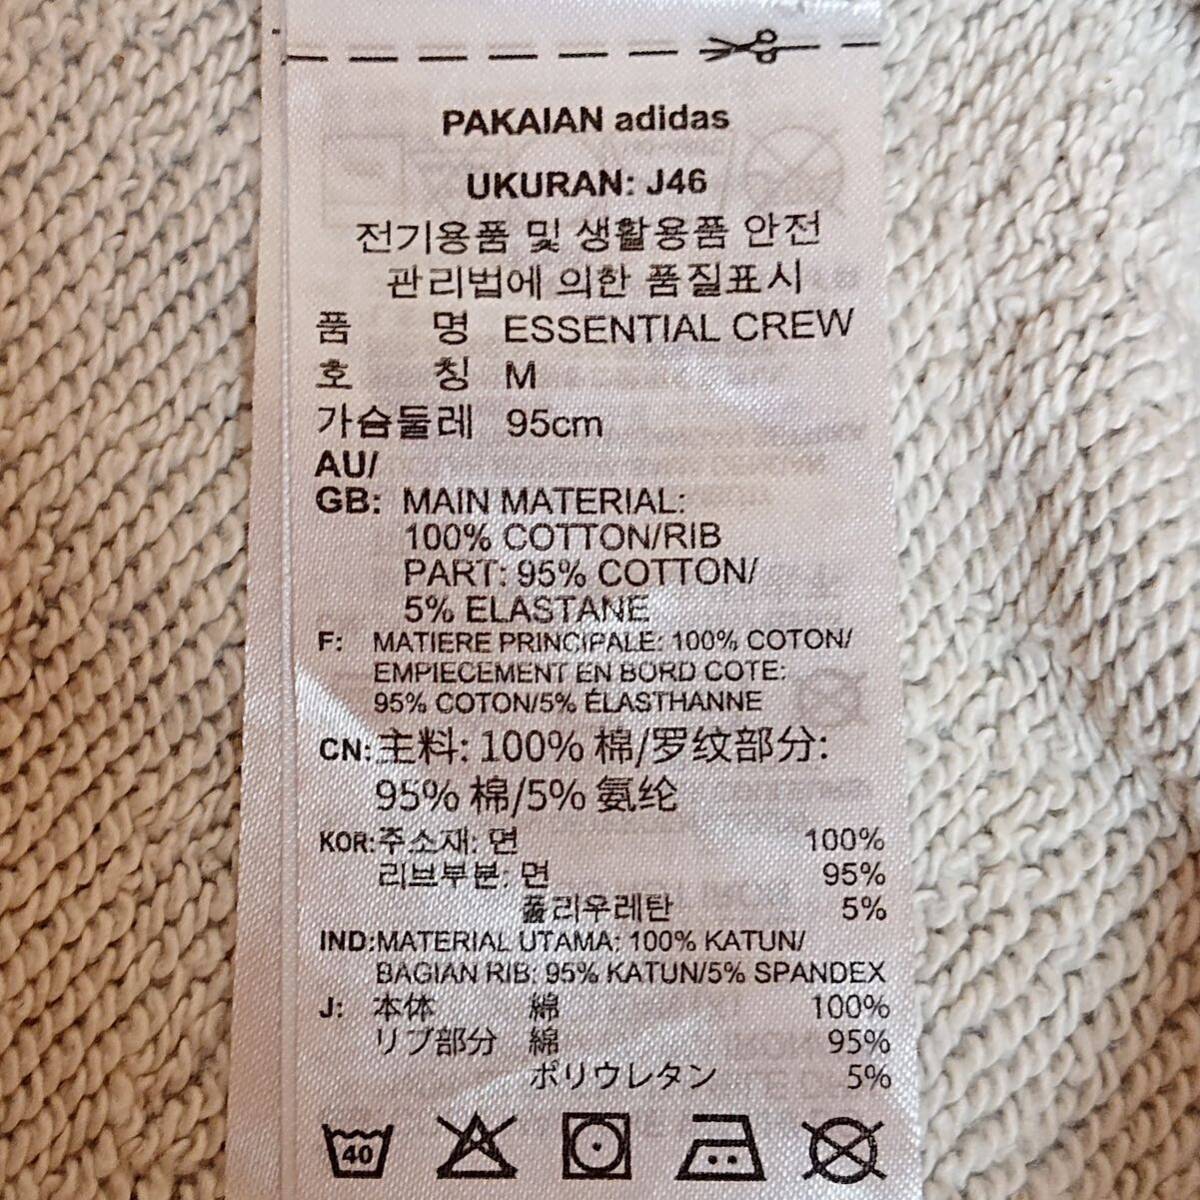 PAKAIAN adidas
UKURAN: J46
전기용품 및 생활용품 안전
관리법에 의한 품질표시
품 명 ESSENTIAL CREW
호 칭 M
가슴둘레 95cm
AU/
GB: MAIN MATERIAL:
100% COTTON/RIB
PART: 95% COTTON/
5% ELASTANE
F: MATIERE PRINCIPALE: 100% COTON/
EMPIECEMENT EN BORD COTE:
95% COTON/5% ÉLASTHANNE
CN: 主料: 100% 棉/罗纹部分:
95% 棉/5% 氨纶
KOR: 주소재: 면 100%
리브부분: 면 95%
폴리우레탄 5%
IND: MATERIAL UTAMA: 100% KATUN/
BAGIAN RIB: 95% KATUN/5% SPANDEX
J: 本体 綿 100%
リブ部分 綿 95%
ポリウレタン 5%
40